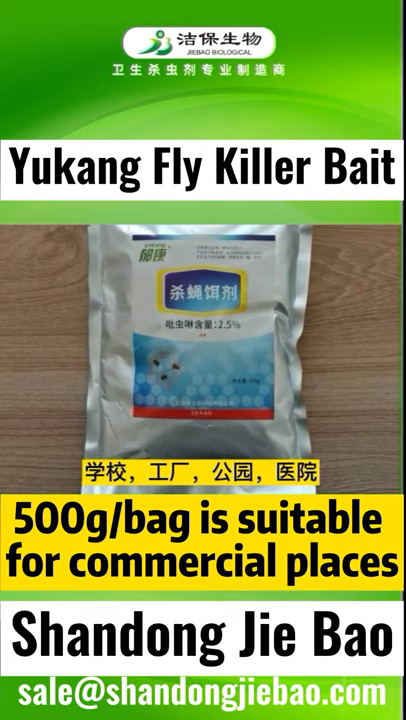 洁保生物
JIEBAO BIOLOGICAL
卫生杀虫剂专业制造商
Yukang Fly Killer Bait
yukang
郁康
杀蝇饵剂
吡虫啉含量:2.5%
学校，工厂，公园，医院
500g/bag is suitable
for commercial places
Shandong Jie Bao
sale@shandongjiebao.com